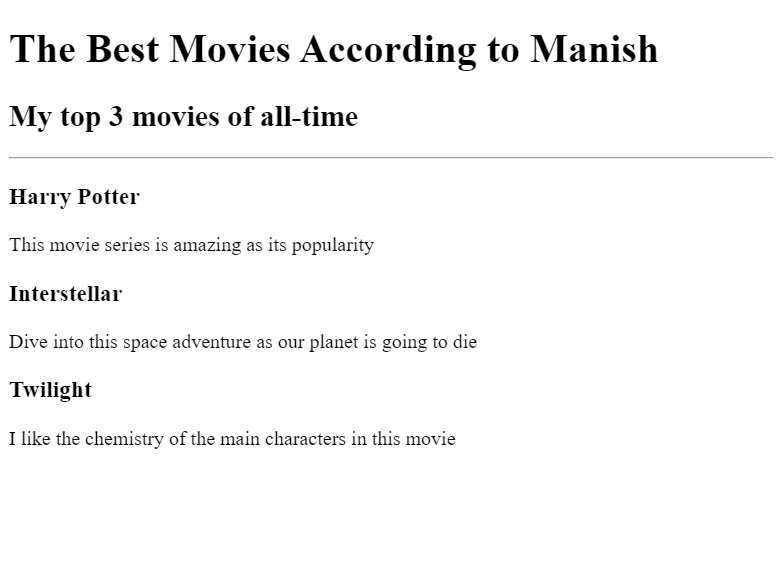 The Best Movies According to Manish
My top 3 movies of all-time
Harry Potter
This movie series is amazing as its popularity
Interstellar
Dive into this space adventure as our planet is going to die
Twilight
I like the chemistry of the main characters in this movie